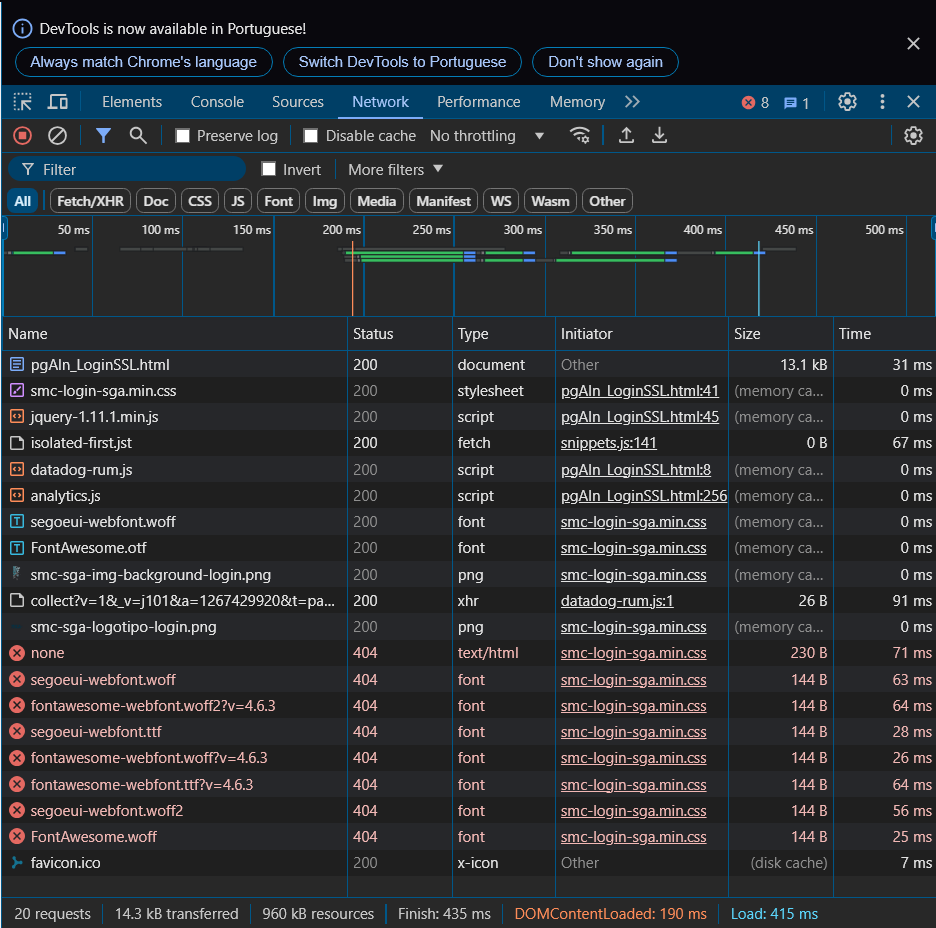 DevTools is now available in Portuguese!
Always match Chrome's language Switch DevTools to Portuguese Don't show again
Elements Console Sources Network Performance Memory 8 1
Preserve log Disable cache No throttling
Filter Invert More filters
All Fetch/XHR Doc CSS JS Font Img Media Manifest WS Wasm Other
50 ms 100 ms 150 ms 200 ms 250 ms 300 ms 350 ms 400 ms 450 ms 500 ms
Name Status Type Initiator Size Time
pgAln_LoginSSL.html 200 document Other 13.1 kB 31 ms
smc-login-sga.min.css 200 stylesheet pgAln_LoginSSL.html:41 (memory ca... 0 ms
jquery-1.11.1.min.js 200 script pgAln_LoginSSL.html:45 (memory ca... 0 ms
isolated-first.jst 200 fetch snippets.js:141 0 B 67 ms
datadog-rum.js 200 script pgAln_LoginSSL.html:8 (memory ca... 0 ms
analytics.js 200 script pgAln_LoginSSL.html:256 (memory ca... 0 ms
segoeui-webfont.woff 200 font smc-login-sga.min.css (memory ca... 0 ms
FontAwesome.otf 200 font smc-login-sga.min.css (memory ca... 0 ms
smc-sga-img-background-login.png 200 png smc-login-sga.min.css (memory ca... 0 ms
collect?v=1&_v=j101&a=1267429920&t=pa... 200 xhr datadog-rum.js:1 26 B 91 ms
smc-sga-logotipo-login.png 200 png smc-login-sga.min.css (memory ca... 0 ms
none 404 text/html smc-login-sga.min.css 230 B 71 ms
segoeui-webfont.woff 404 font smc-login-sga.min.css 144 B 63 ms
fontawesome-webfont.woff2?v=4.6.3 404 font smc-login-sga.min.css 144 B 64 ms
segoeui-webfont.ttf 404 font smc-login-sga.min.css 144 B 28 ms
fontawesome-webfont.woff?v=4.6.3 404 font smc-login-sga.min.css 144 B 26 ms
fontawesome-webfont.ttf?v=4.6.3 404 font smc-login-sga.min.css 144 B 64 ms
segoeui-webfont.woff2 404 font smc-login-sga.min.css 144 B 56 ms
FontAwesome.woff 404 font smc-login-sga.min.css 144 B 25 ms
favicon.ico 200 x-icon Other (disk cache) 7 ms
20 requests 14.3 kB transferred 960 kB resources Finish: 435 ms DOMContentLoaded: 190 ms Load: 415 ms